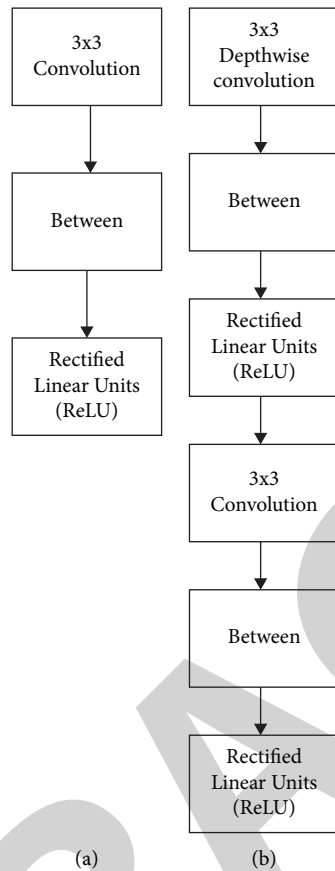 3x3
Convolution
Between
Rectified
Linear Units
(ReLU)
(a)
3x3
Depthwise
convolution
Between
Rectified
Linear Units
(ReLU)
3x3
Convolution
Between
Rectified
Linear Units
(ReLU)
(b)